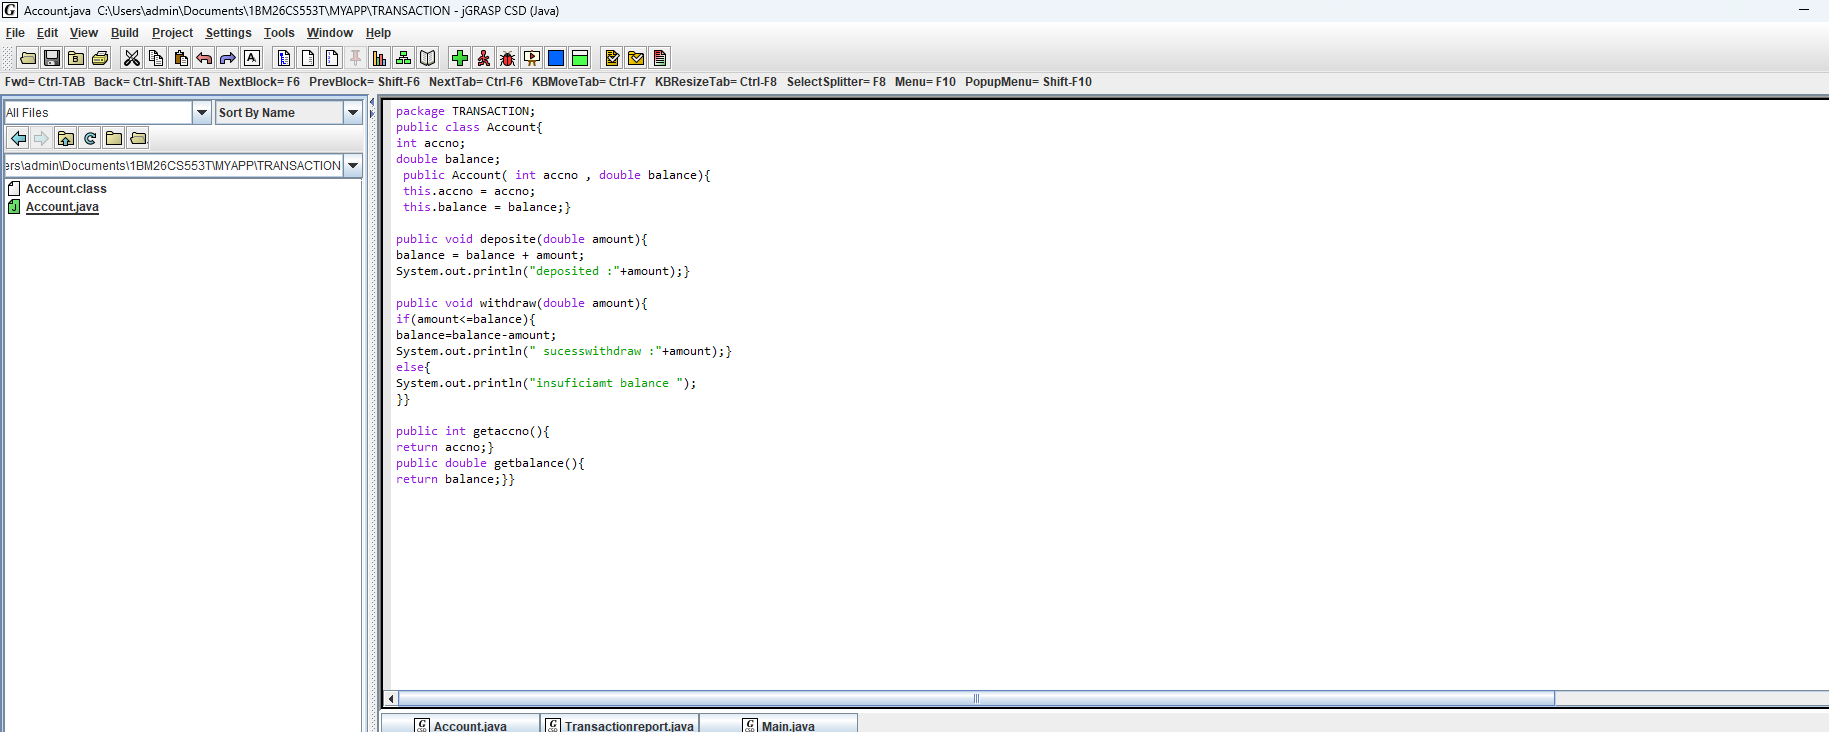 Account.java  C:\Users\admin\Documents\1BM26CS553T\MYAPP\TRANSACTION - jGRASP CSD (Java)
File Edit View Build Project Settings Tools Window Help
Fwd= Ctrl-TAB Back= Ctrl-Shift-TAB NextBlock= F6 PrevBlock= Shift-F6 NextTab= Ctrl-F6 KBMoveTab= Ctrl-F7 KBResizeTab= Ctrl-F8 SelectSplitter= F8 Menu= F10 PopupMenu= Shift-F10
All Files
Sort By Name
ers\admin\Documents\1BM26CS553T\MYAPP\TRANSACTION
Account.class
Account.java
package TRANSACTION;
public class Account{
int accno;
double balance;
 public Account( int accno , double balance){
 this.accno = accno;
 this.balance = balance;}
public void deposite(double amount){
balance = balance + amount;
System.out.println("deposited :"+amount);}
public void withdraw(double amount){
if(amount<=balance){
balance=balance-amount;
System.out.println(" sucesswithdraw :"+amount);}
else{
System.out.println("insuficiamt balance ");
}}
public int getaccno(){
return accno;}
public double getbalance(){
return balance;}}
Account.java
Transactionreport.java
Main.java